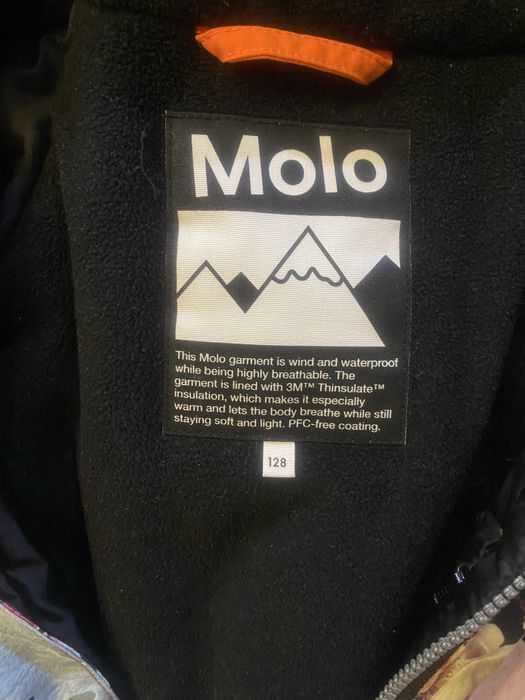 Molo
This Molo garment is wind and waterproof
while being highly breathable. The
garment is lined with 3M™ Thinsulate™
insulation, which makes it especially
warm and lets the body breathe while still
staying soft and light. PFC-free coating.
128